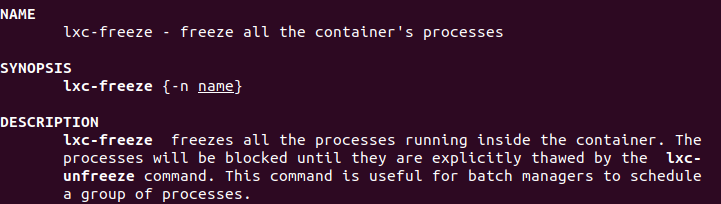 NAME
lxc-freeze - freeze all the container's processes
SYNOPSIS
lxc-freeze {-n name}
DESCRIPTION
lxc-freeze  freezes all the processes running inside the container. The
processes will be blocked until they are explicitly thawed by the  lxc-
unfreeze command. This command is useful for batch managers to schedule
a group of processes.